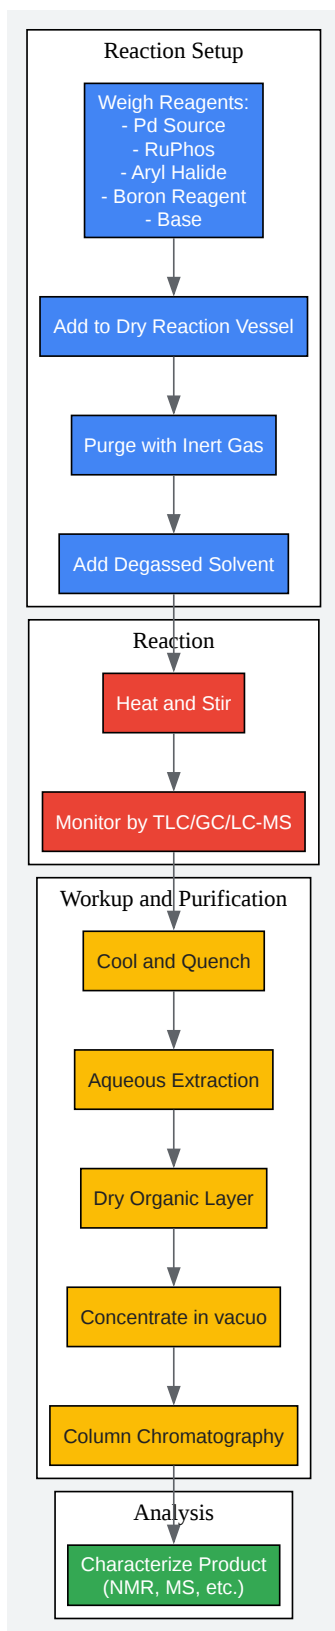 Reaction Setup
Weigh Reagents:
- Pd Source
- RuPhos
- Aryl Halide
- Boron Reagent
- Base
Add to Dry Reaction Vessel
Purge with Inert Gas
Add Degassed Solvent
Reaction
Heat and Stir
Monitor by TLC/GC/LC-MS
Workup and Purification
Cool and Quench
Aqueous Extraction
Dry Organic Layer
Concentrate in vacuo
Column Chromatography
Analysis
Characterize Product
(NMR, MS, etc.)